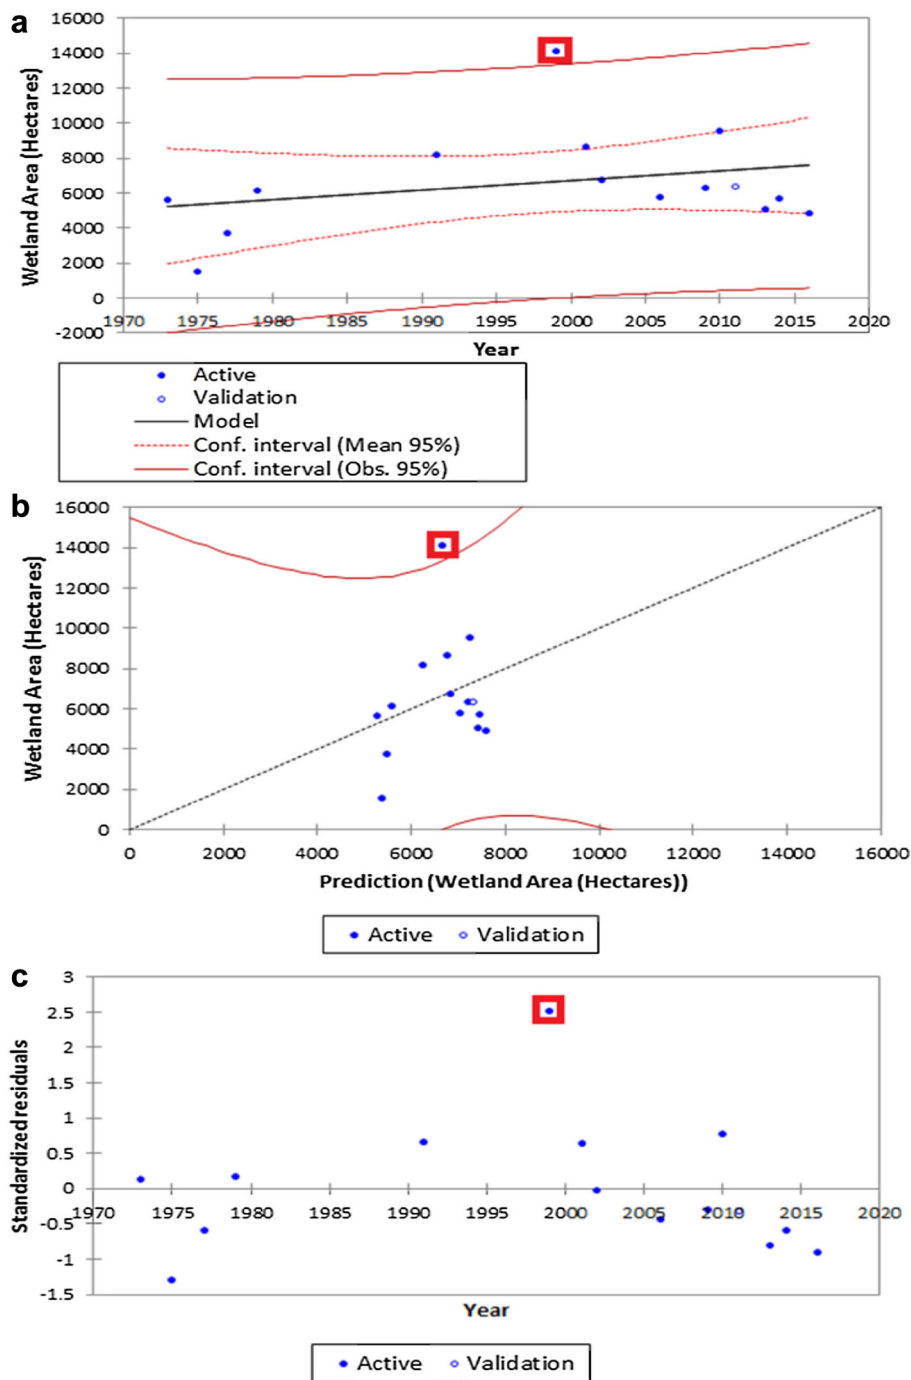 a
Wetland Area (Hectares)
16000
14000
12000
10000
8000
6000
4000
2000
0
-2000
1970 1975 1980 1985 1990 1995 2000 2005 2010 2015 2020
Year
Active
Validation
Model
Conf. interval (Mean 95%)
Conf. interval (Obs. 95%)
b
Wetland Area (Hectares)
16000
14000
12000
10000
8000
6000
4000
2000
0
0 2000 4000 6000 8000 10000 12000 14000 16000
Prediction (Wetland Area (Hectares))
Active Validation
c
Standardized residuals
3
2.5
2
1.5
1
0.5
0
-0.5
-1
-1.5
1970 1975 1980 1985 1990 1995 2000 2005 2010 2015 2020
Year
Active Validation